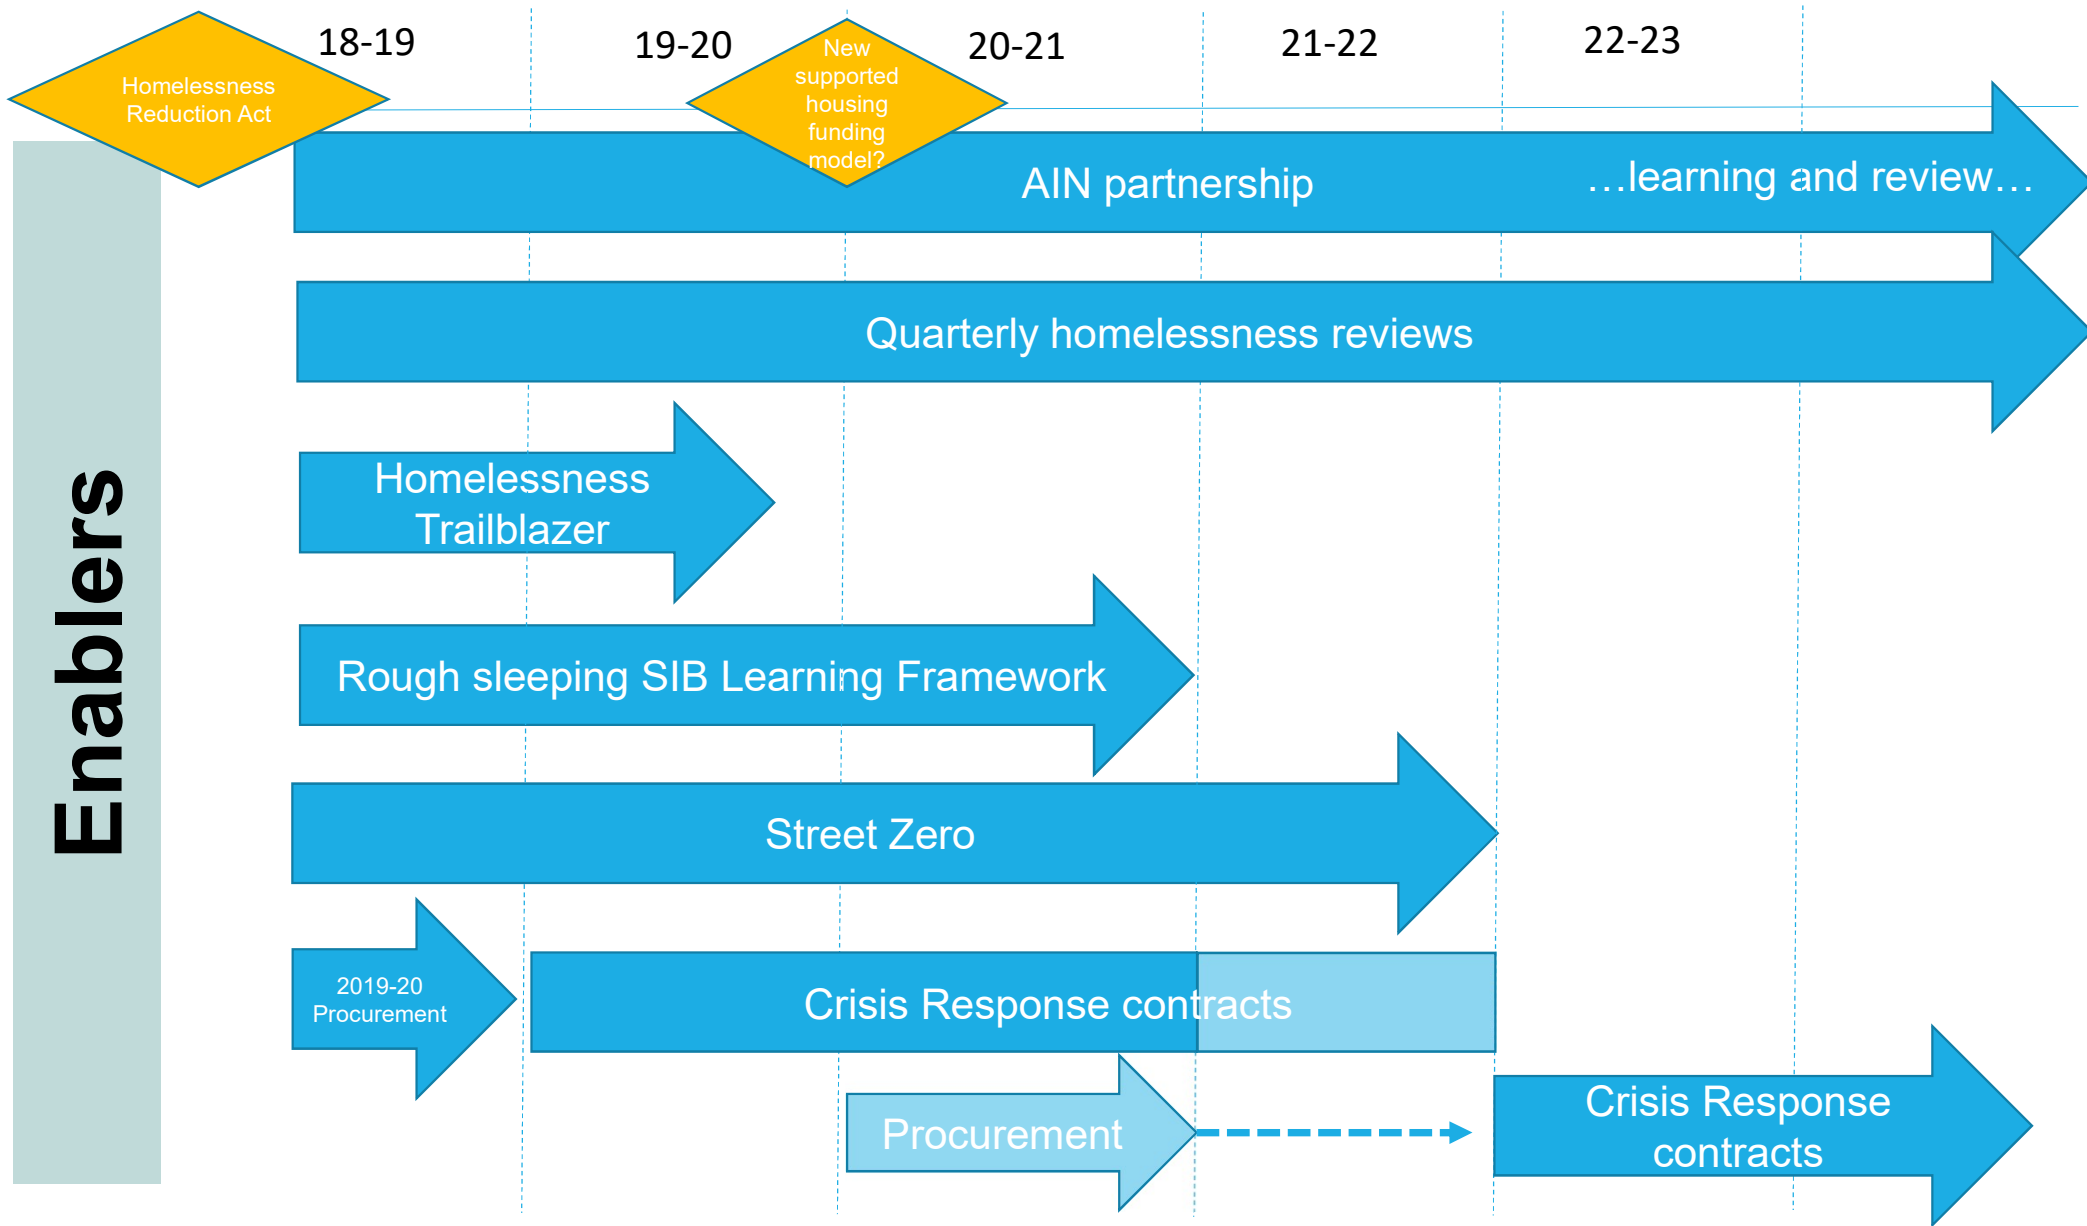 18-19
19-20
20-21
21-22
22-23
Homelessness
Reduction Act
New
supported
housing
funding
model?
AIN partnership
...learning and review...
Quarterly homelessness reviews
Enablers
Homelessness
Trailblazer
Rough sleeping SIB Learning Framework
Street Zero
2019-20
Procurement
Crisis Response contracts
Procurement
Crisis Response
contracts